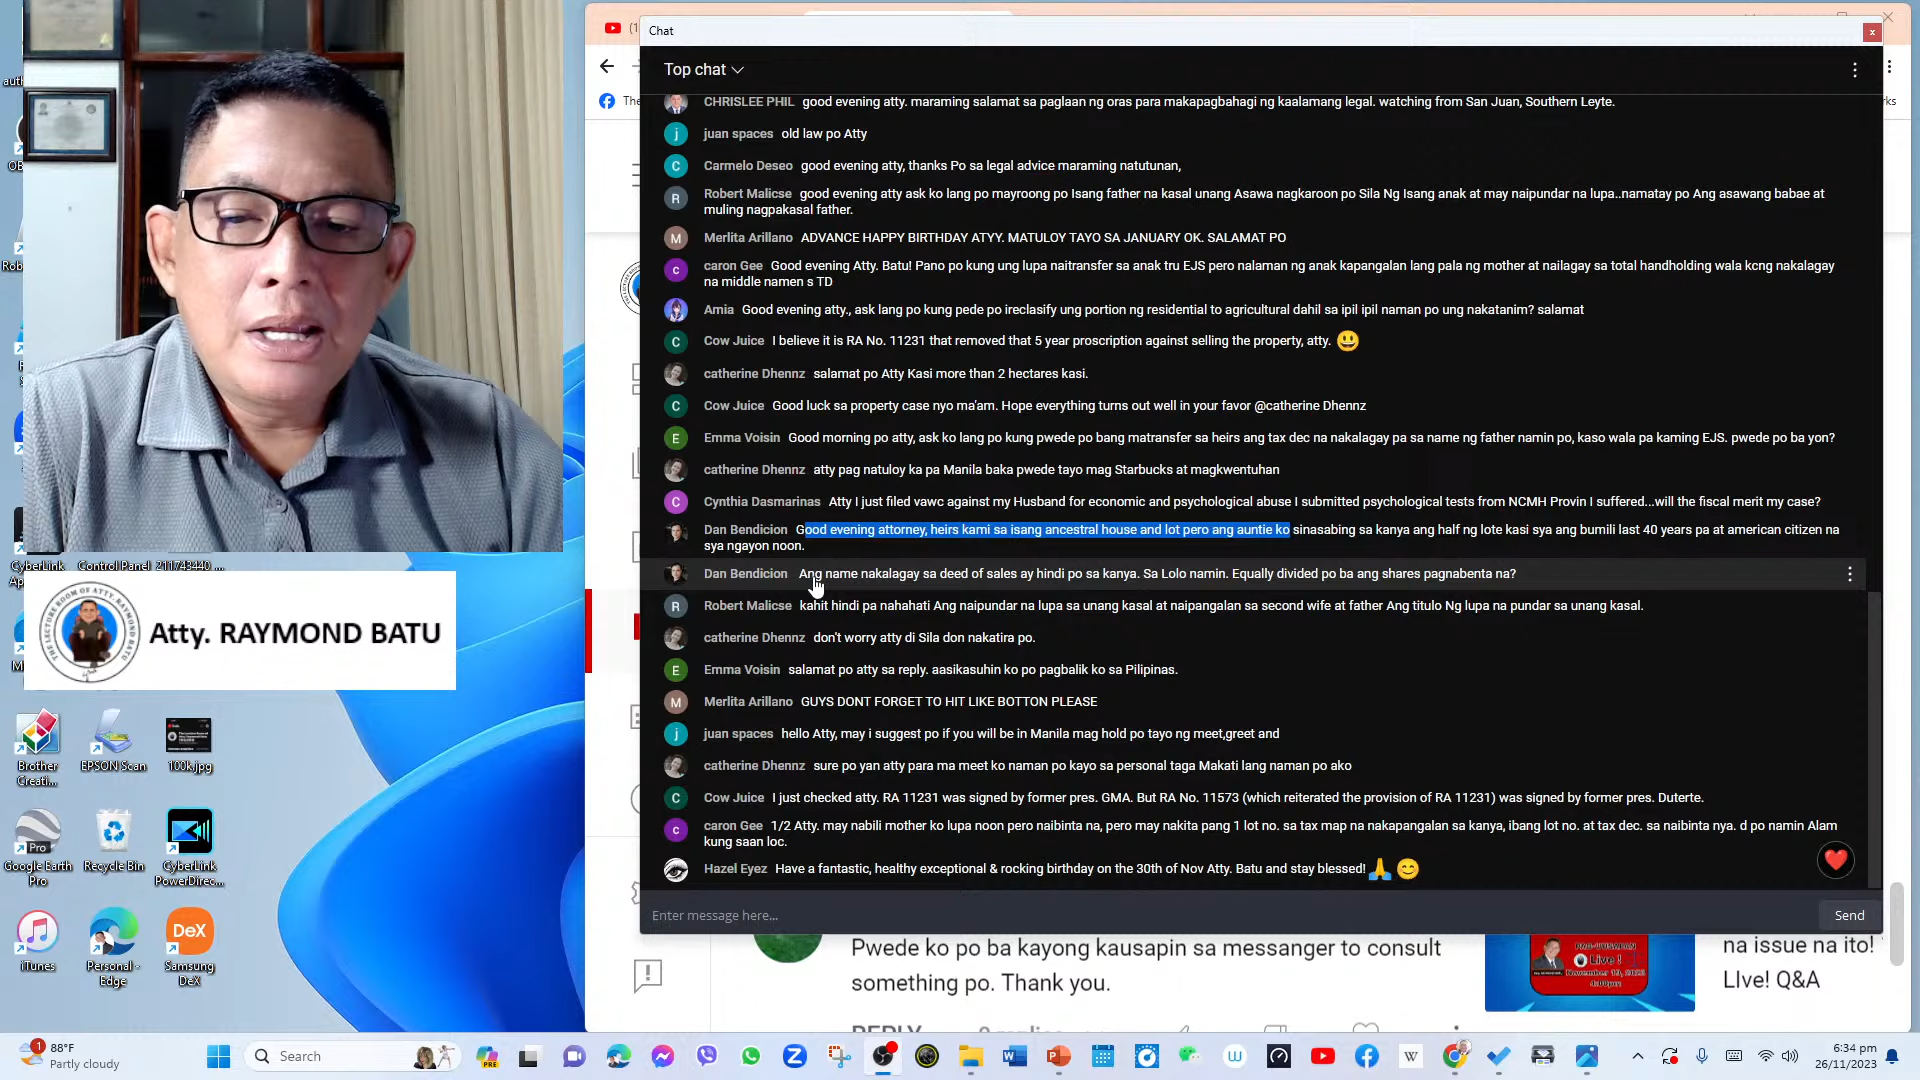 Chat
Top chat
CHRISLEE PHIL good evening atty. maraming salamat sa paglaan ng oras para makapagbahagi ng kaalamang legal. watching from San Juan, Southern Leyte.
juan spaces old law po Atty
Carmelo Deseo good evening atty, thanks Po sa legal advice maraming natutunan,
Robert Malicse good evening atty ask ko lang po mayroong po Isang father na kasal unang Asawa nagkaroon po Sila Ng Isang anak at may naipundar na lupa..namatay po Ang asawang babae at
muling nagpakasal father.
Merlita Arillano ADVANCE HAPPY BIRTHDAY ATYY. MATULOY TAYO SA JANUARY OK. SALAMAT PO
caron Gee Good evening Atty. Batu! Pano po kung ung lupa naitransfer sa anak tru EJS pero nalaman ng anak kapangalan lang pala ng mother at nailagay sa total handholding wala kcng nakalagay
na middle namen s TD
Amia Good evening atty., ask lang po kung pede po ireclasify ung portion ng residential to agricultural dahil sa ipil ipil naman po ung nakatanim? salamat
Cow Juice I believe it is RA No. 11231 that removed that 5 year proscription against selling the property, atty. 😃
catherine Dhennz salamat po Atty Kasi more than 2 hectares kasi.
Cow Juice Good luck sa property case nyo ma'am. Hope everything turns out well in your favor @catherine Dhennz
Emma Voisin Good morning po atty, ask ko lang po kung pwede po bang matransfer sa heirs ang tax dec na nakalagay pa sa name ng father namin po, kaso wala pa kaming EJS. pwede po ba yon?
catherine Dhennz atty pag natuloy ka pa Manila baka pwede tayo mag Starbucks at magkwentuhan
Cynthia Dasmarinas Atty I just filed vawc against my Husband for economic and psychological abuse I submitted psychological tests from NCMH Provin I suffered...will the fiscal merit my case?
Dan Bendicion Good evening attorney, heirs kami sa isang ancestral house and lot pero ang auntie ko sinasabing sa kanya ang half ng lote kasi sya ang bumili last 40 years pa at american citizen na
sya ngayon noon.
Dan Bendicion Ang name nakalagay sa deed of sales ay hindi po sa kanya. Sa Lolo namin. Equally divided po ba ang shares pagnabenta na?
Robert Malicse kahit hindi pa nahahati Ang naipundar na lupa sa unang kasal at naipangalan sa second wife at father Ang titulo Ng lupa na pundar sa unang kasal.
catherine Dhennz don't worry atty di Sila don nakatira po.
Emma Voisin salamat po atty sa reply. aasikasuhin ko po pagbalik ko sa Pilipinas.
Merlita Arillano GUYS DONT FORGET TO HIT LIKE BOTTON PLEASE
juan spaces hello Atty, may i suggest po if you will be in Manila mag hold po tayo ng meet,greet and
catherine Dhennz sure po yan atty para ma meet ko naman po kayo sa personal taga Makati lang naman po ako
Cow Juice I just checked atty. RA 11231 was signed by former pres. GMA. But RA No. 11573 (which reiterated the provision of RA 11231) was signed by former pres. Duterte.
caron Gee 1/2 Atty. may nabili mother ko lupa noon pero naibinta na, pero may nakita pang 1 lot no. sa tax map na nakapangalan sa kanya, ibang lot no. at tax dec. sa naibinta nya. d po namin Alam
kung saan loc.
Hazel Eyez Have a fantastic, healthy exceptional & rocking birthday on the 30th of Nov Atty. Batu and stay blessed! 🙏 😊
Enter message here...
Send
Pwede ko po ba kayong kausapin sa messanger to consult
something po. Thank you.
REPLY
Live !
November 19, 2023
na issue na ito!
LIve! Q&A
Atty. RAYMOND BATU
THE LECTURE ROOM OF ATTY. RAYMOND BATU
CyberLink
Control Panel
211743440....
Brother
Creati...
EPSON Scan
100k.jpg
Google Earth
Pro
Recycle Bin
CyberLink
PowerDirec...
iTunes
Personal -
Edge
DeX
Samsung
DeX
1
88°F
Partly cloudy
Search
6:34 pm
26/11/2023